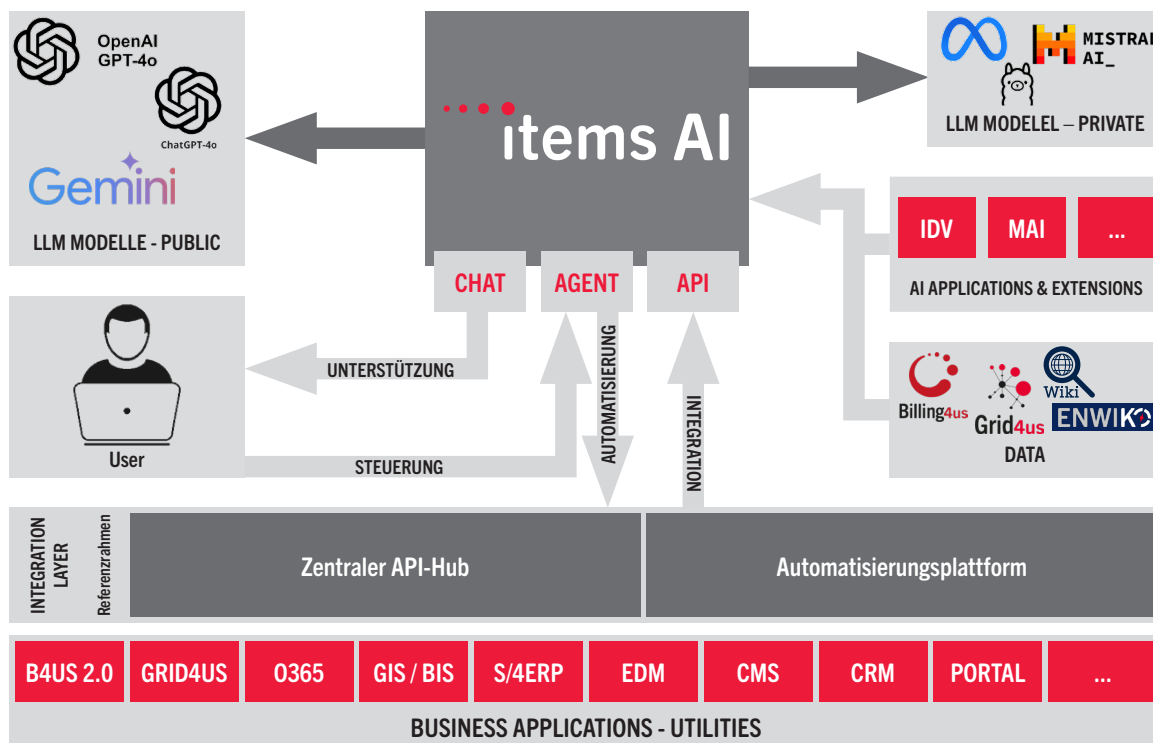 OpenAI
GPT-4o
ChatGPT-4o
Gemini
LLM MODELLE - PUBLIC
items AI
MISTRAL
AI_
LLM MODELEL – PRIVATE
IDV
MAI
...
AI APPLICATIONS & EXTENSIONS
CHAT
AGENT
API
UNTERSTÜTZUNG
AUTOMATISIERUNG
INTEGRATION
STEUERUNG
User
Billing4us
Grid4us
Wiki
ENWIKO
DATA
INTEGRATION
LAYER
Referenzrahmen
Zentraler API-Hub
Automatisierungsplattform
B4US 2.0
GRID4US
O365
GIS / BIS
S/4ERP
EDM
CMS
CRM
PORTAL
...
BUSINESS APPLICATIONS - UTILITIES